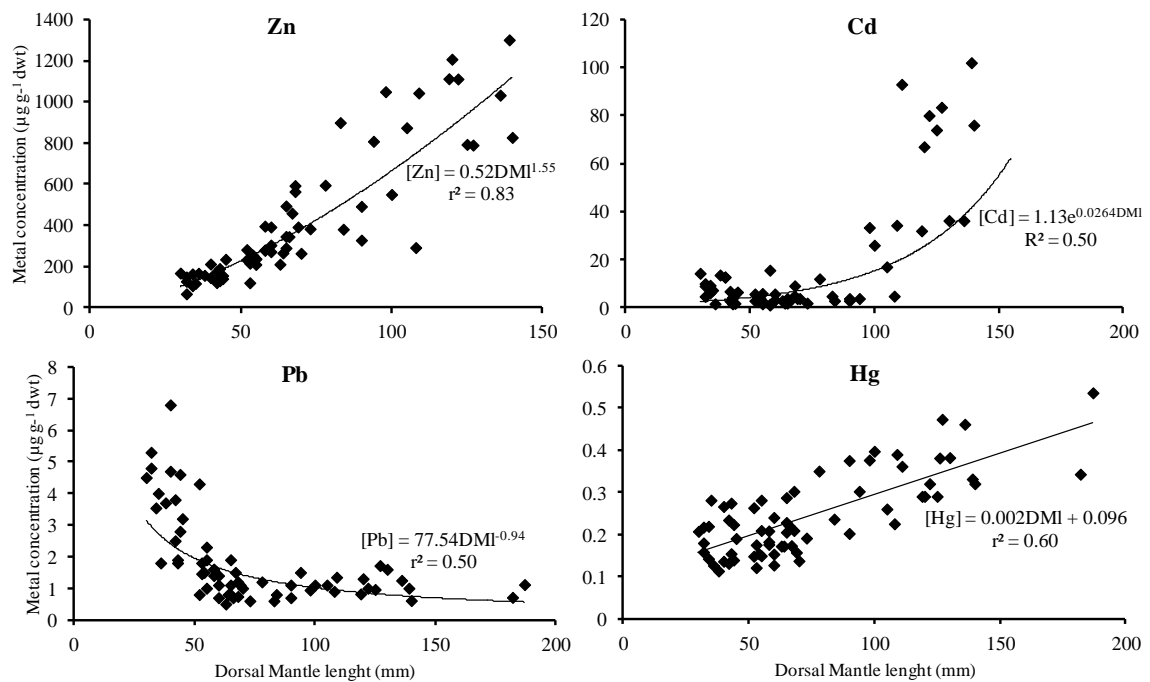 Zn
Metal concentration (µg g-¹ dwt)
1400
1200
1000
800
600
400
200
0
[Zn] = 0.52DMl^1.55
r² = 0.83
0 50 100 150
Cd
120
100
80
60
40
20
0
[Cd] = 1.13e^0.0264DMl
R² = 0.50
0 50 100 150 200
Pb
Metal concentration (µg g-¹ dwt)
8
7
6
5
4
3
2
1
0
[Pb] = 77.54DMl^-0.94
r² = 0.50
0 50 100 150 200
Dorsal Mantle lenght (mm)
Hg
0.6
0.5
0.4
0.3
0.2
0.1
0
[Hg] = 0.002DMl + 0.096
r² = 0.60
0 50 100 150 200
Dorsal Mantle lenght (mm)